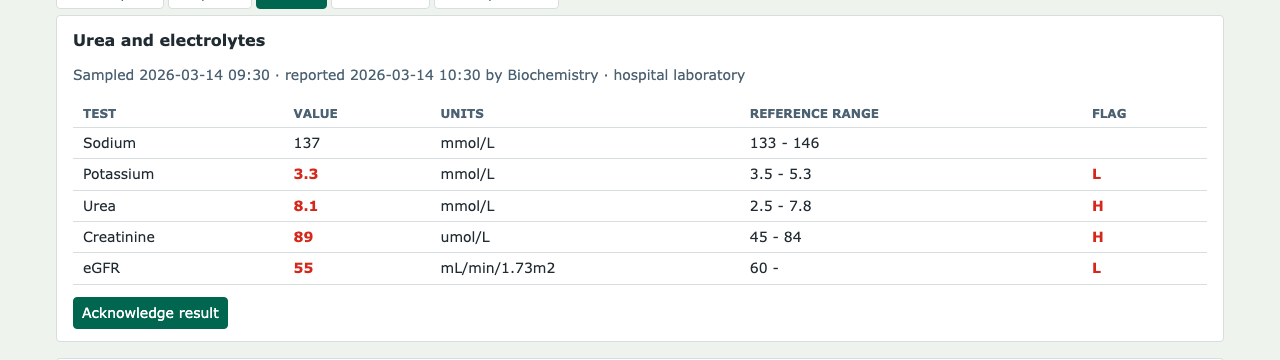 Urea and electrolytes
Sampled 2026-03-14 09:30 · reported 2026-03-14 10:30 by Biochemistry · hospital laboratory
TEST VALUE UNITS REFERENCE RANGE FLAG
Sodium 137 mmol/L 133 - 146
Potassium 3.3 mmol/L 3.5 - 5.3 L
Urea 8.1 mmol/L 2.5 - 7.8 H
Creatinine 89 umol/L 45 - 84 H
eGFR 55 mL/min/1.73m2 60 - L
Acknowledge result